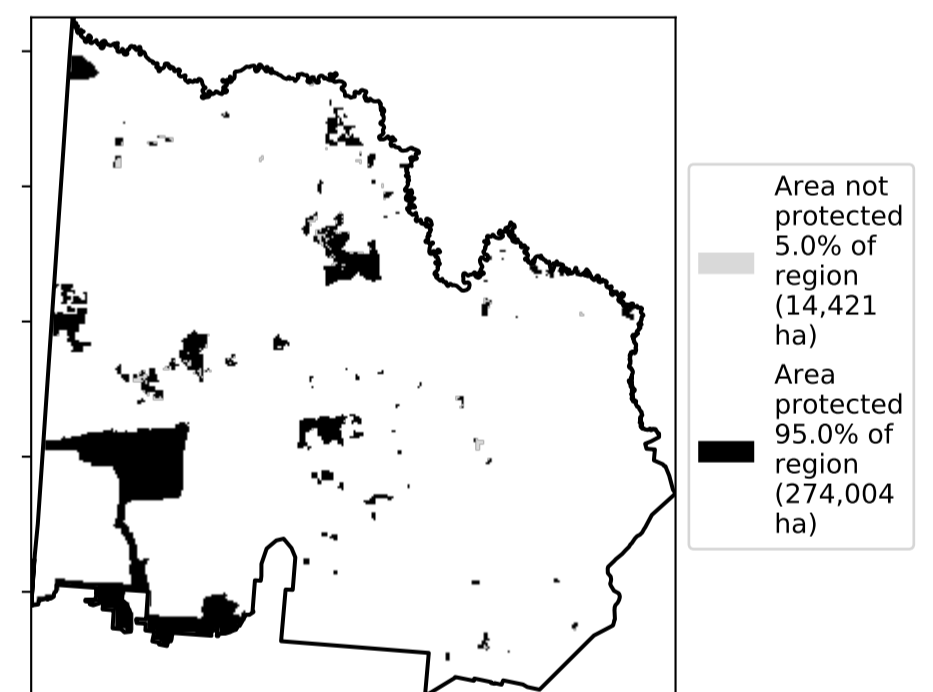 Area not
protected
5.0% of
region
(14,421
ha)
Area
protected
95.0% of
region
(274,004
ha)